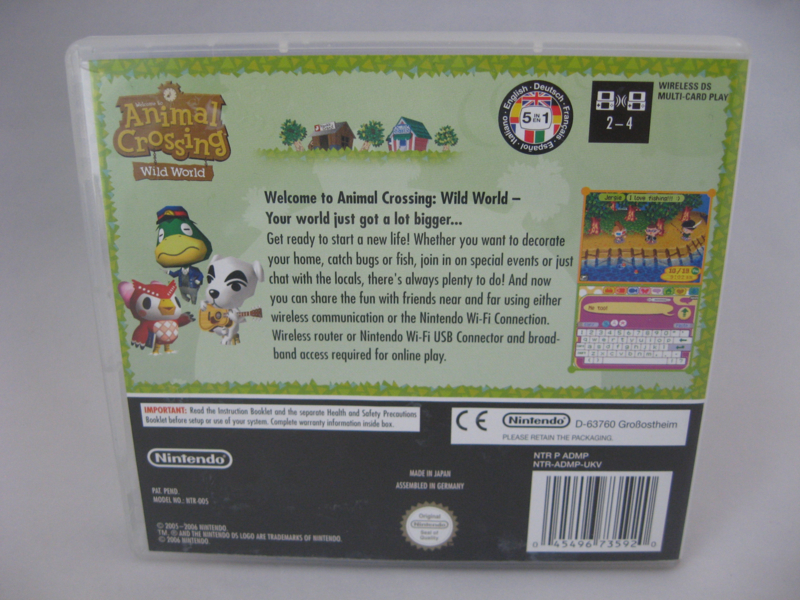 Welcome to
Animal
Crossing
Wild World
English · Deutsch · Français · Español · Italiano
5 IN EN 1
2–4
WIRELESS DS
MULTI-CARD PLAY
Welcome to Animal Crossing: Wild World –
Your world just got a lot bigger...
Get ready to start a new life! Whether you want to decorate
your home, catch bugs or fish, join in on special events or just
chat with the locals, there's always plenty to do! And now
you can share the fun with friends near and far using either
wireless communication or the Nintendo Wi-Fi Connection.
Wireless router or Nintendo Wi-Fi USB Connector and broad-
band access required for online play.
I love fishing!!! :)
Me too!
IMPORTANT: Read the Instruction Booklet and the separate Health and Safety Precautions
Booklet before setup or use of your system. Complete warranty information inside box.
CE Nintendo D-63760 Großostheim
PLEASE RETAIN THE PACKAGING.
Nintendo
PAT. PEND.
MODEL NO.: NTR-005
© 2005–2006 NINTENDO.
TM, ® AND THE NINTENDO DS LOGO ARE TRADEMARKS OF NINTENDO.
© 2006 NINTENDO.
MADE IN JAPAN
ASSEMBLED IN GERMANY
Original
Nintendo
Seal of
Quality
NTR P ADMP
NTR-ADMP-UKV
0 45496 73592 0